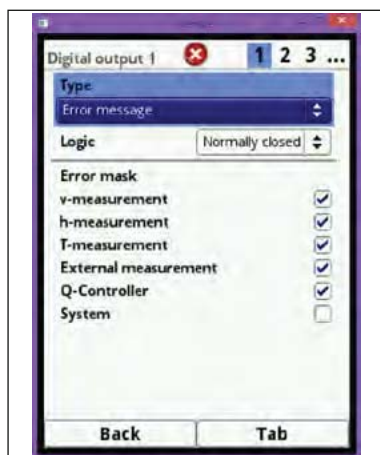 Digital output 1 1 2 3 ...
Type
Error message
Logic Normally closed
Error mask
v-measurement
h-measurement
T-measurement
External measurement
Q-Controller
System
Back Tab